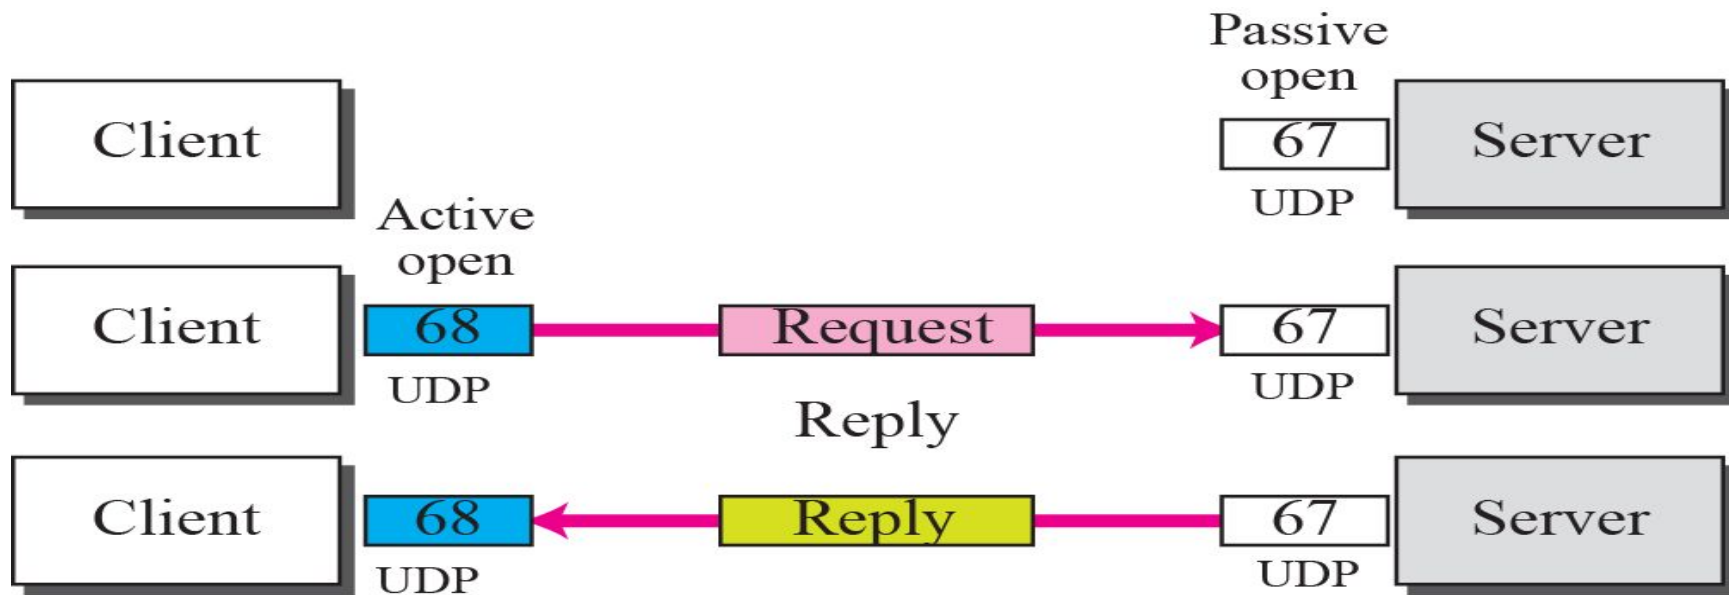 Passive
open
Client
67
Server
UDP
Active
open
Client
68
Request
67
Server
UDP
UDP
Reply
Client
68
Reply
67
Server
UDP
UDP